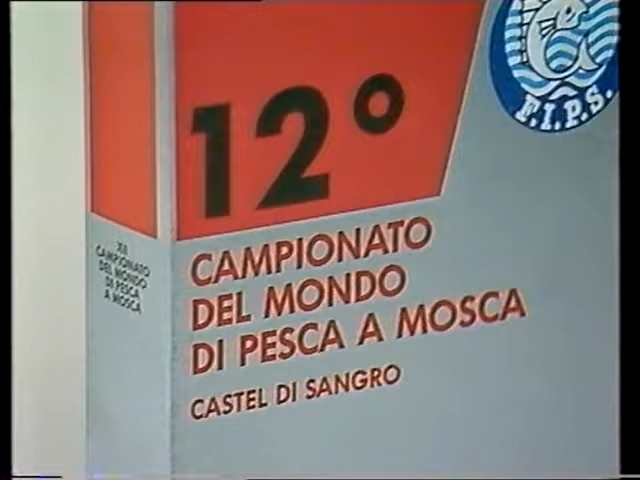 12°
CAMPIONATO
DEL MONDO
DI PESCA A MOSCA
CASTEL DI SANGRO
F.I.P.S.
XII
CAMPIONATO
DEL MONDO
DI PESCA
A MOSCA